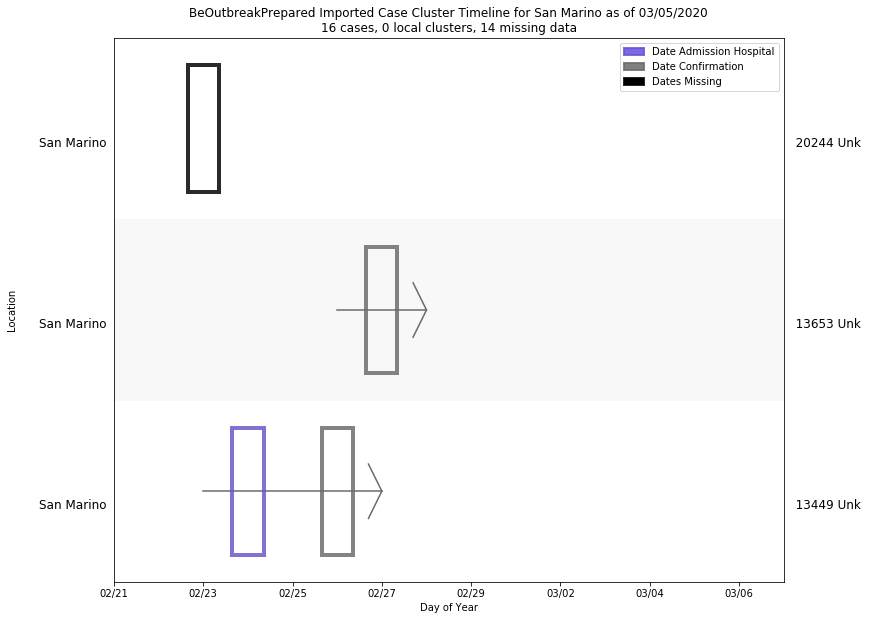 BeOutbreakPrepared Imported Case Cluster Timeline for San Marino as of 03/05/2020
16 cases, 0 local clusters, 14 missing data
Date Admission Hospital
Date Confirmation
Dates Missing
San Marino
20244 Unk
San Marino
13653 Unk
San Marino
13449 Unk
Location
02/21 02/23 02/25 02/27 02/29 03/02 03/04 03/06
Day of Year